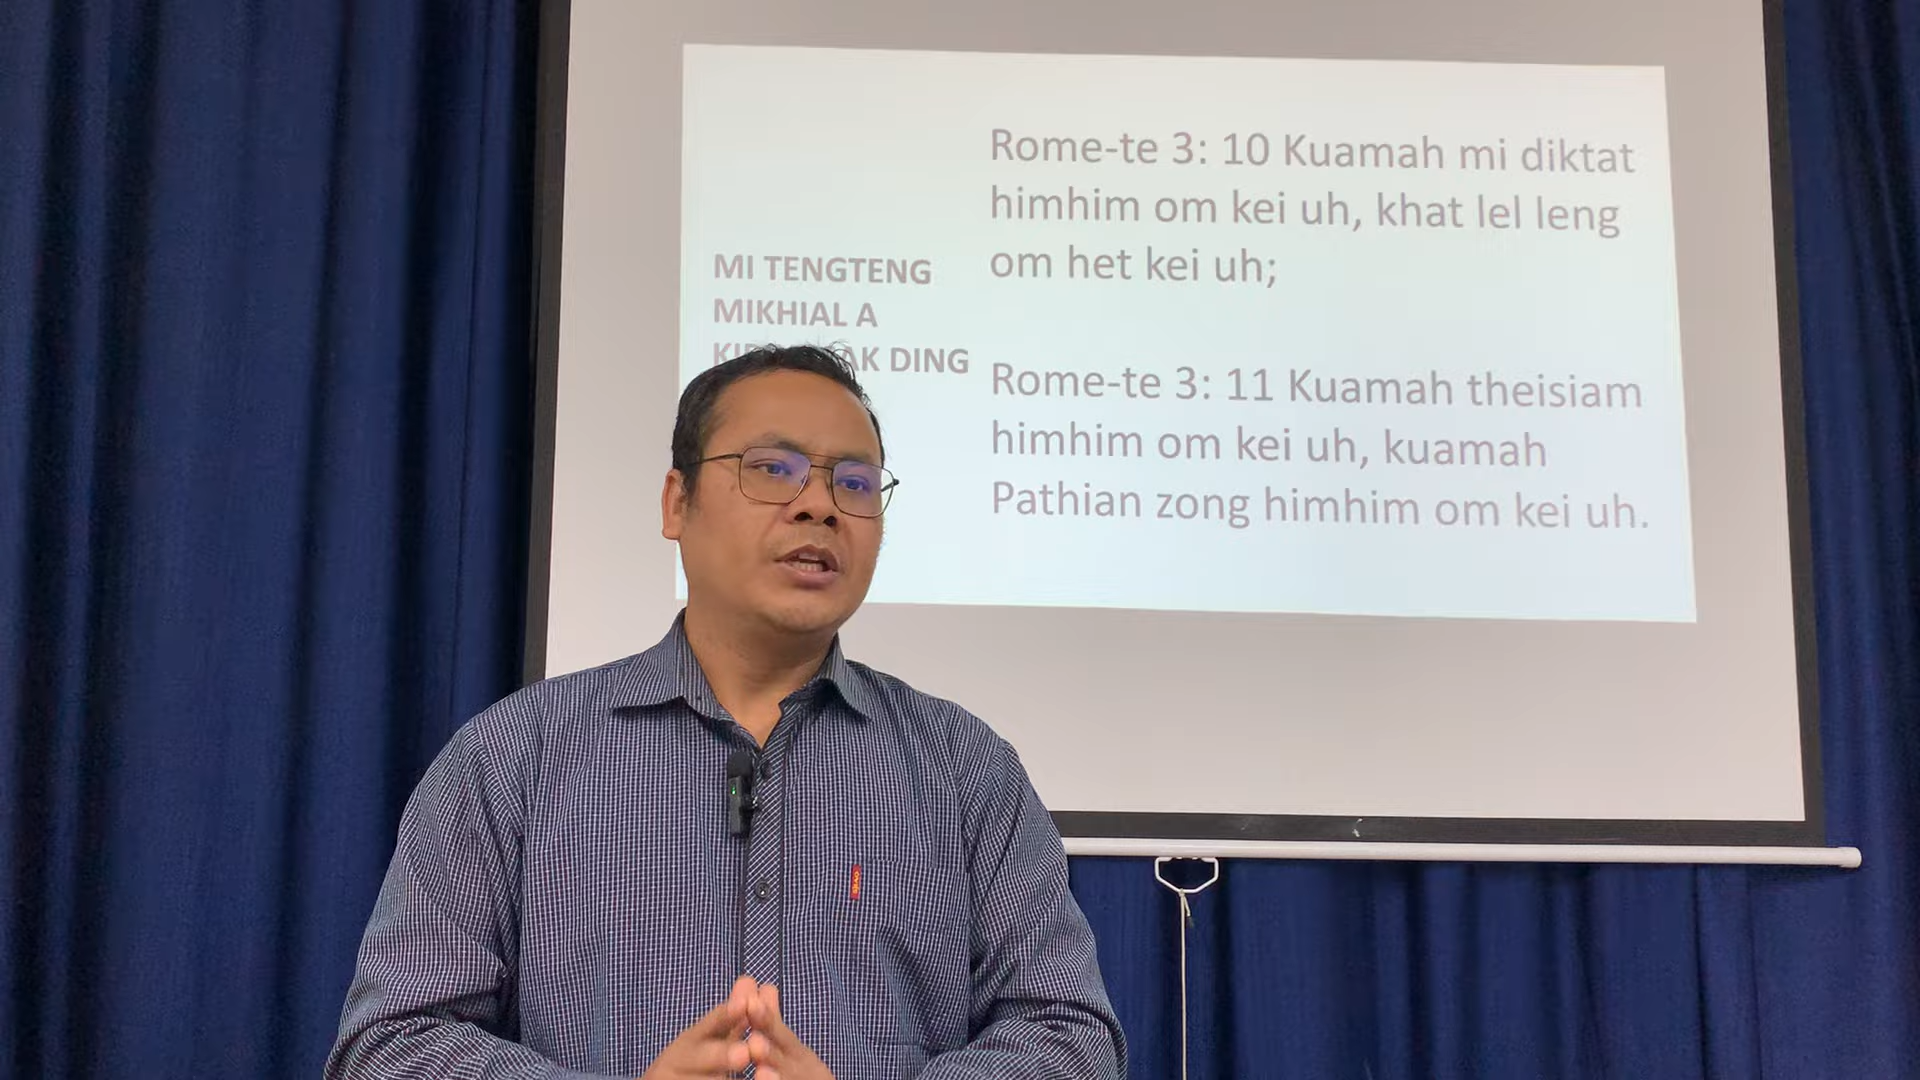 MI TENGTENG
MIKHIAL A
DING
Rome-te 3: 10 Kuamah mi diktat
himhim om kei uh, khat lel leng
om het kei uh;
Rome-te 3: 11 Kuamah theisiam
himhim om kei uh, kuamah
Pathian zong himhim om kei uh.